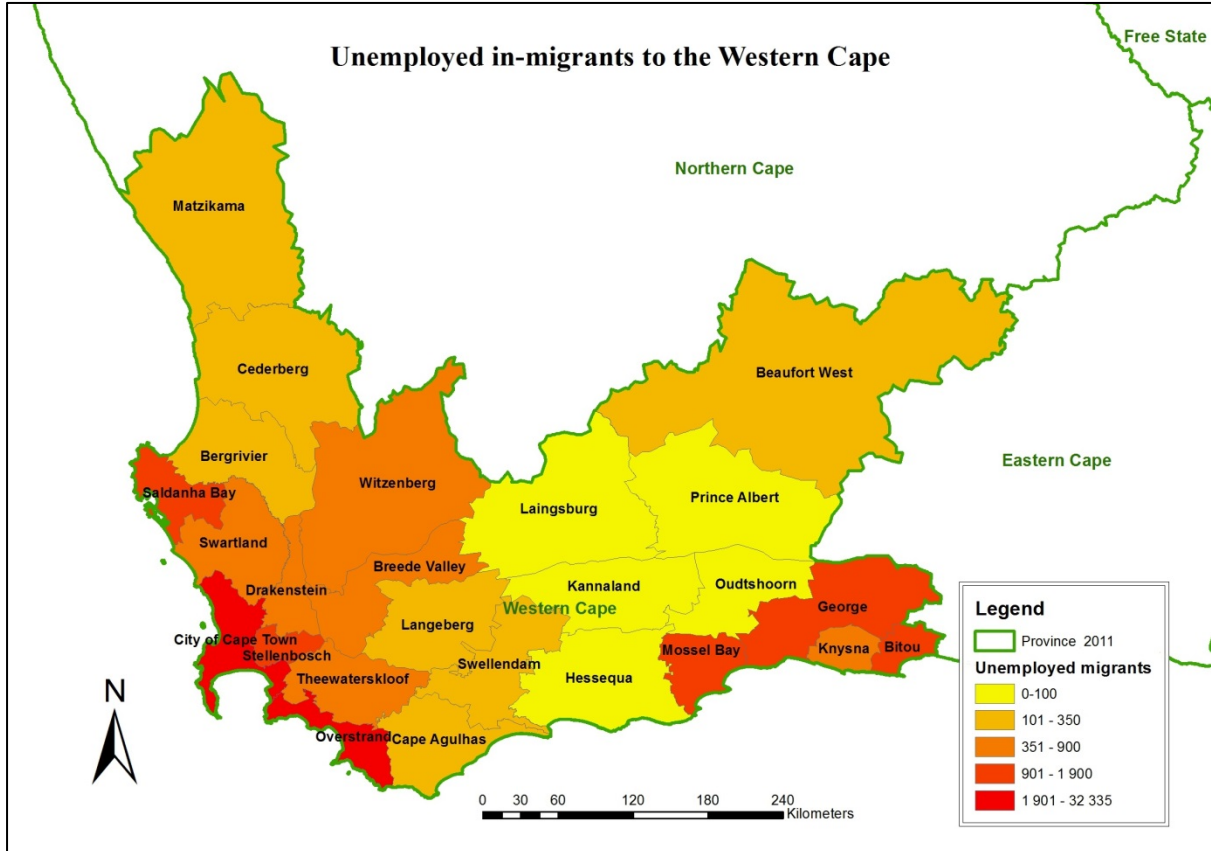 Unemployed in-migrants to the Western Cape
Free State
Northern Cape
Matzikama
Cederberg
Beaufort West
Bergrivier
Eastern Cape
Witzenberg
Saldanha Bay
Prince Albert
Laingsburg
Swartland
Breede Valley
Drakenstein
Kannaland
Oudtshoorn
Western Cape
George
Langeberg
City of Cape Town
Stellenbosch
Mossel Bay
Knysna
Bitou
Swellendam
Theewaterskloof
Hessequa
Overstrand
Cape Agulhas
N
0 30 60 120 180 240
Kilometers
Legend
Province 2011
Unemployed migrants
0-100
101 - 350
351 - 900
901 - 1 900
1 901 - 32 335